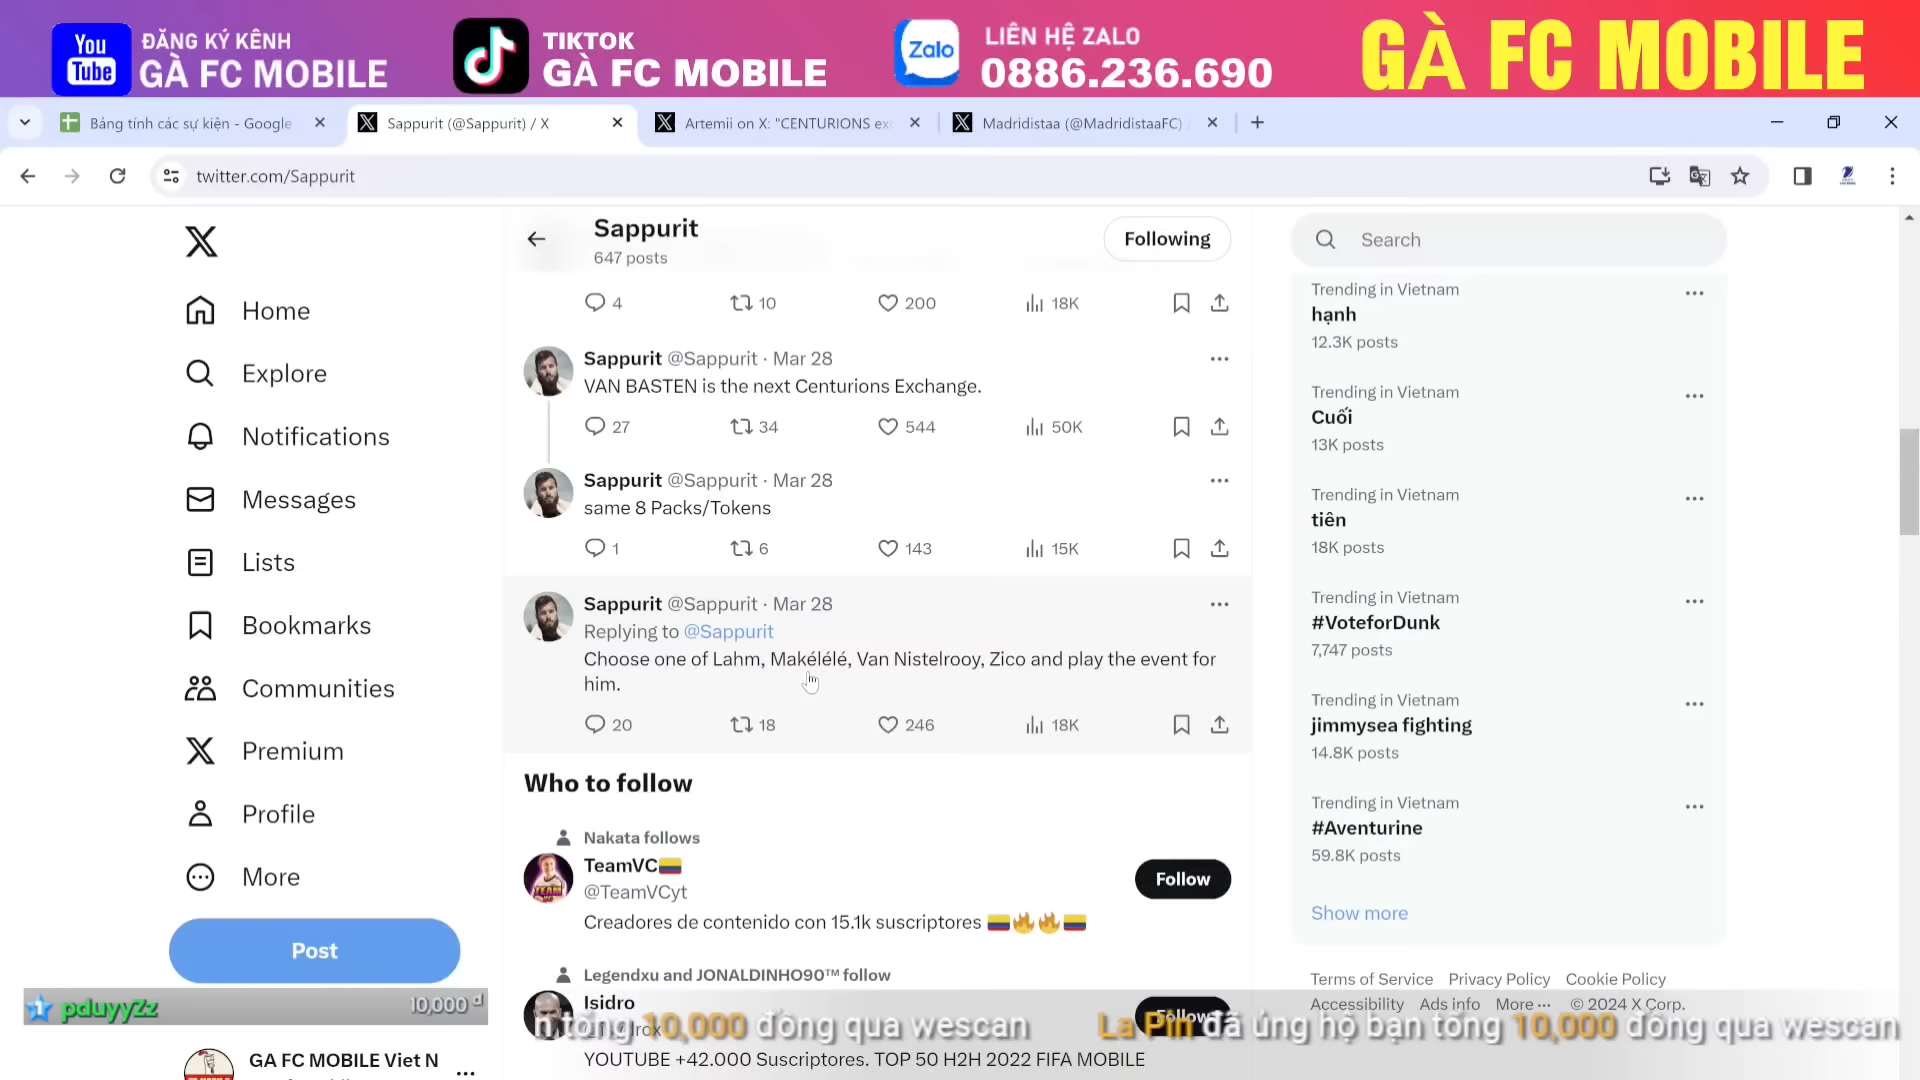 You
Tube
ĐĂNG KÝ KÊNH
GÀ FC MOBILE
TIKTOK
GÀ FC MOBILE
Zalo
LIÊN HỆ ZALO
0886.236.690
GÀ FC MOBILE
Bảng tính các sự kiện - Google
Sappurit (@Sappurit) / X
Artemii on X: "CENTURIONS exc
Madridistaa (@MadridistaaFC) /
twitter.com/Sappurit
Home
Explore
Notifications
Messages
Lists
Bookmarks
Communities
Premium
Profile
More
Post
pduyyZz
10,000 đ
GA FC MOBILE Viet N
Sappurit
647 posts
Following
4 10 200 18K
Sappurit @Sappurit · Mar 28
VAN BASTEN is the next Centurions Exchange.
27 34 544 50K
Sappurit @Sappurit · Mar 28
same 8 Packs/Tokens
1 6 143 15K
Sappurit @Sappurit · Mar 28
Replying to @Sappurit
Choose one of Lahm, Makélélé, Van Nistelrooy, Zico and play the event for
him.
20 18 246 18K
Who to follow
Nakata follows
TeamVC🇨🇴
@TeamVCyt
Follow
Creadores de contenido con 15.1k suscriptores 🇨🇴🔥🔥🇨🇴
Legendxu and JONALDINHO90™ follow
Isidro
Follow
YOUTUBE +42.000 Suscriptores. TOP 50 H2H 2022 FIFA MOBILE
Search
Trending in Vietnam
hạnh
12.3K posts
Trending in Vietnam
Cuối
13K posts
Trending in Vietnam
tiên
18K posts
Trending in Vietnam
#VoteforDunk
7,747 posts
Trending in Vietnam
jimmysea fighting
14.8K posts
Trending in Vietnam
#Aventurine
59.8K posts
Show more
Terms of Service Privacy Policy Cookie Policy
Accessibility Ads info More ··· © 2024 X Corp.
n tổng 10,000 đồng qua wescan La Pin đã ủng hộ bạn tổng 10,000 đồng qua wescan